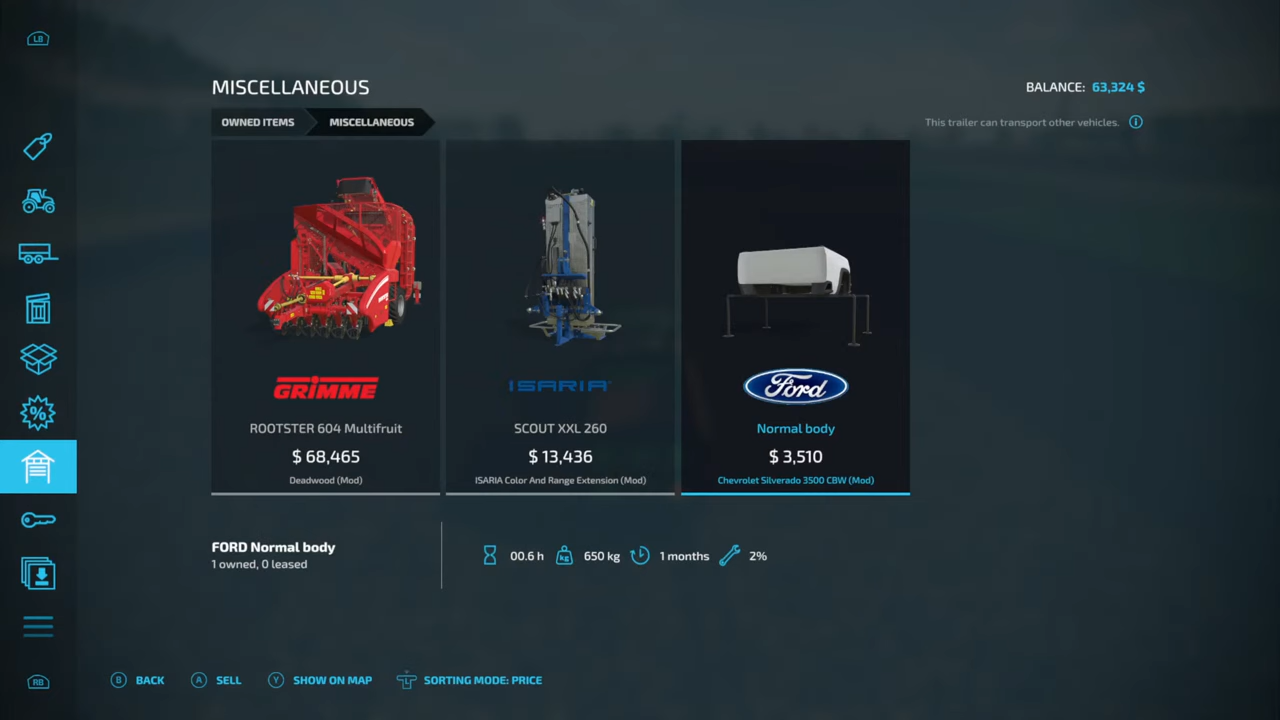 LB
MISCELLANEOUS
BALANCE: 63,324 $
OWNED ITEMS
MISCELLANEOUS
This trailer can transport other vehicles.
GRIMME
ROOTSTER 604 Multifruit
$ 68,465
Deadwood (Mod)
ISARIA
SCOUT XXL 260
$ 13,436
ISARIA Color And Range Extension (Mod)
Ford
Normal body
$ 3,510
Chevrolet Silverado 3500 CBW (Mod)
FORD Normal body
1 owned, 0 leased
00.6 h
kg
650 kg
1 months
2%
RB
B BACK
A SELL
Y SHOW ON MAP
L SORTING MODE: PRICE